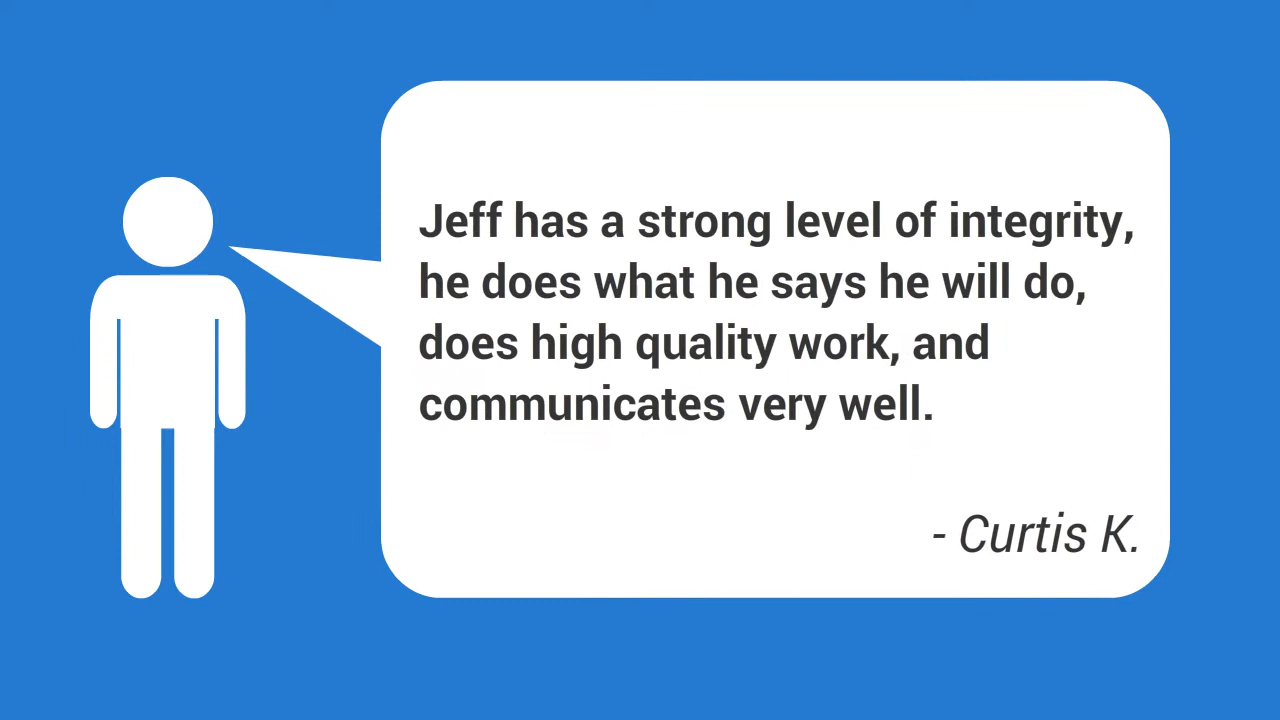 Jeff has a strong level of integrity,
he does what he says he will do,
does high quality work, and
communicates very well.
- Curtis K.